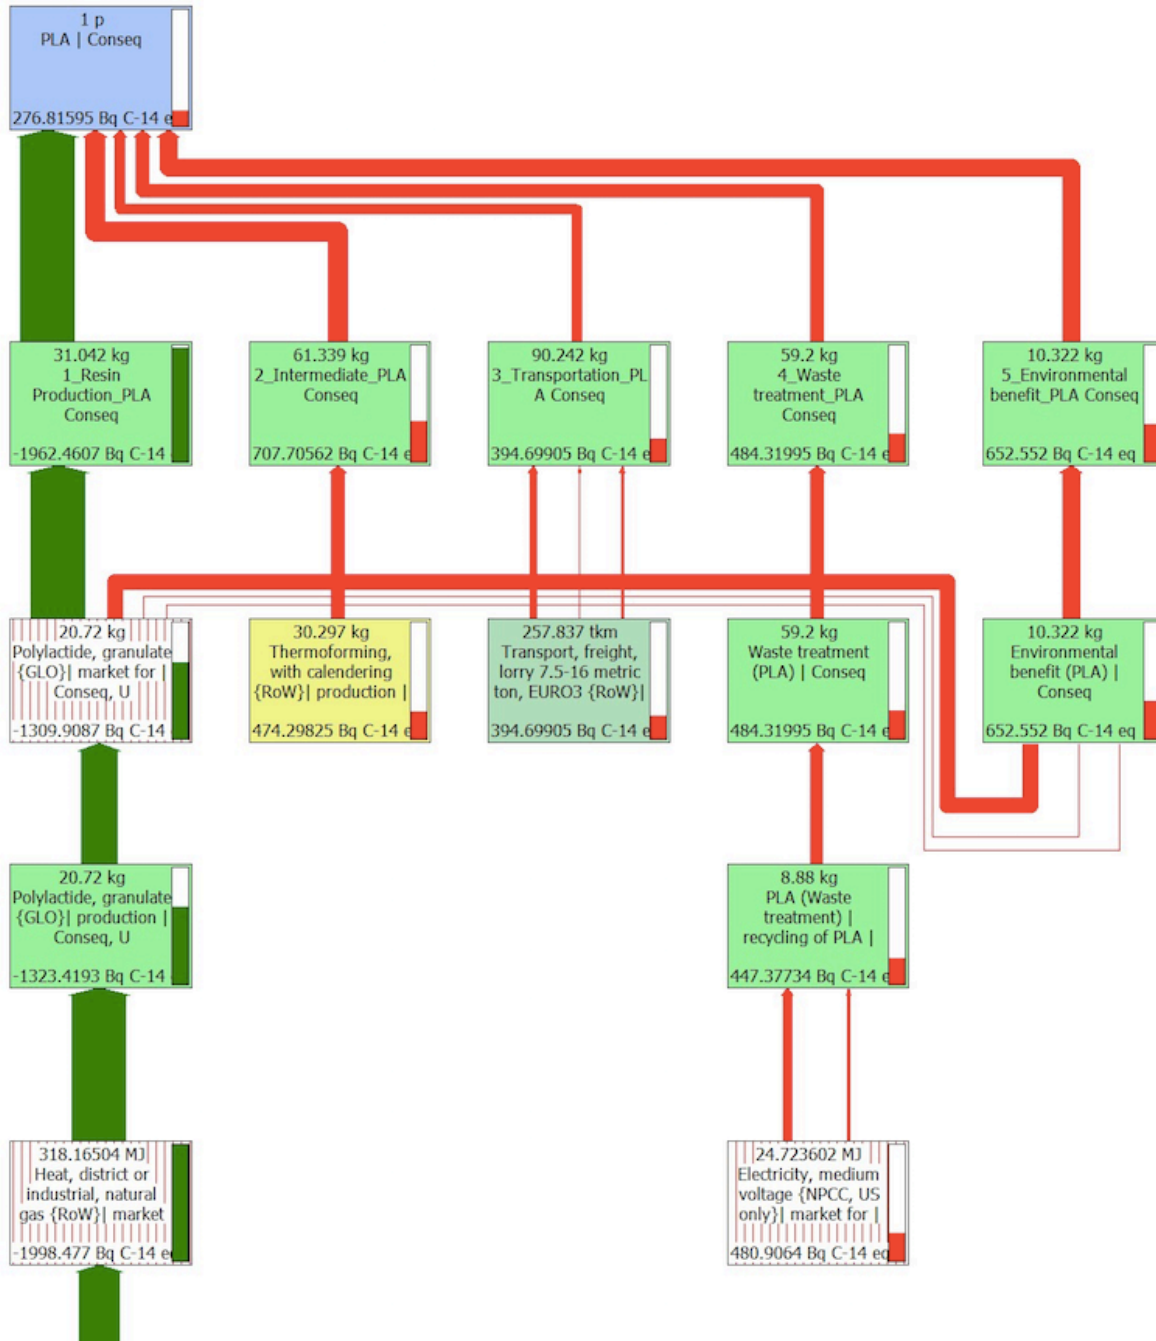 1 p
PLA | Conseq
276.81595 Bq C-14 e
31.042 kg
1_Resin
Production_PLA
Conseq
-1962.4607 Bq C-14
61.339 kg
2_Intermediate_PLA
Conseq
707.70562 Bq C-14 e
90.242 kg
3_Transportation_PL
A Conseq
394.69905 Bq C-14 e
59.2 kg
4_Waste
treatment_PLA
Conseq
484.31995 Bq C-14 e
10.322 kg
5_Environmental
benefit_PLA Conseq
652.552 Bq C-14 eq
20.72 kg
Polylactide, granulate
{GLO}| market for |
Conseq, U
-1309.9087 Bq C-14
30.297 kg
Thermoforming,
with calendering
{RoW}| production |
474.29825 Bq C-14 e
257.837 tkm
Transport, freight,
lorry 7.5-16 metric
ton, EURO3 {RoW}|
394.69905 Bq C-14 e
59.2 kg
Waste treatment
(PLA) | Conseq
484.31995 Bq C-14 e
10.322 kg
Environmental
benefit (PLA) |
Conseq
652.552 Bq C-14 eq
20.72 kg
Polylactide, granulate
{GLO}| production |
Conseq, U
-1323.4193 Bq C-14
8.88 kg
PLA (Waste
treatment) |
recycling of PLA |
447.37734 Bq C-14 e
318.16504 MJ
Heat, district or
industrial, natural
gas {RoW}| market
-1998.477 Bq C-14 e
24.723602 MJ
Electricity, medium
voltage {NPCC, US
only}| market for |
480.9064 Bq C-14 eq